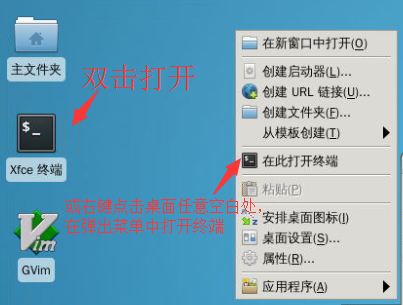 主文件夹
双击打开
Xfce 终端
或右键点击桌面任意空白处，
在弹出菜单中打开终端
GVim
在新窗口中打开(O)
创建启动器(L)...
创建 URL 链接(U)...
创建文件夹(F)...
从模板创建(T)
在此打开终端
粘贴(P)
安排桌面图标(I)
桌面设置(S)...
属性(R)...
应用程序(A)